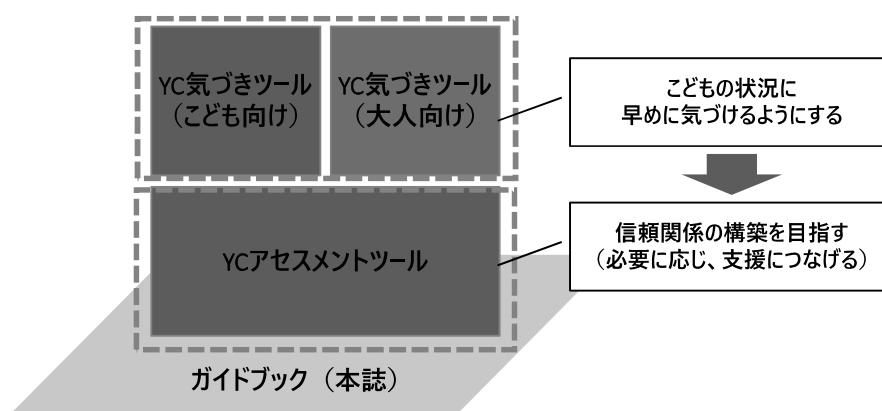 YC気づきツール
（こども向け）
YC気づきツール
（大人向け）
こどもの状況に
早めに気づけるようにする
YCアセスメントツール
信頼関係の構築を目指す
（必要に応じ、支援につなげる）
ガイドブック（本誌）